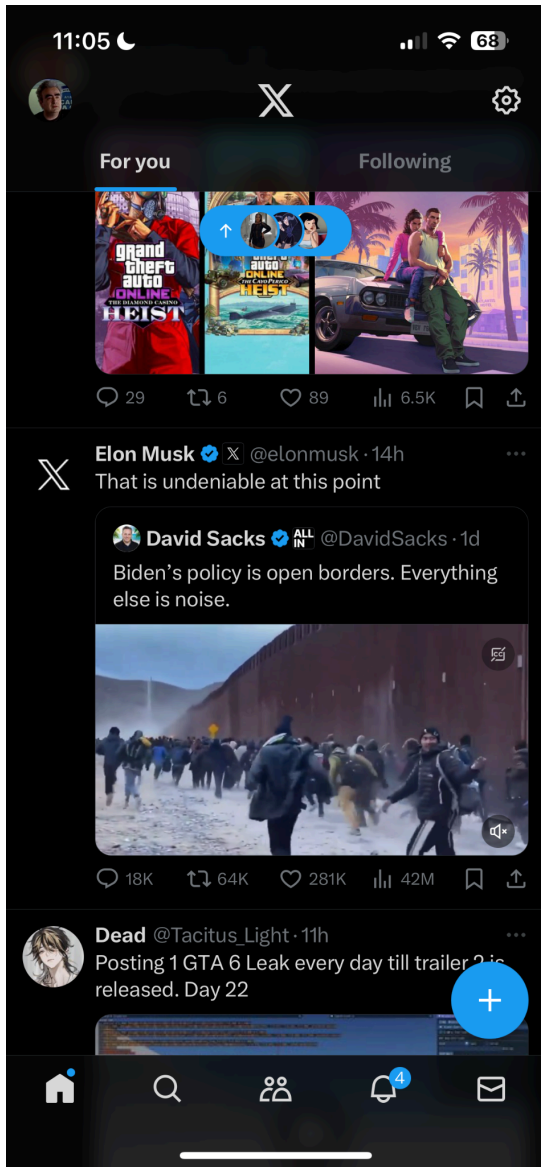 11:05
68
For you
Following
grand
theft
auto
ONLINE
THE DIAMOND CASINO
HEIST
auto
ONLINE
THE CAYO PERICO
HEIST
29
6
89
6.5K
Elon Musk @elonmusk · 14h
That is undeniable at this point
David Sacks ALL IN @DavidSacks · 1d
Biden’s policy is open borders. Everything
else is noise.
CC
18K
64K
281K
42M
Dead @Tacitus_Light · 11h
Posting 1 GTA 6 Leak every day till trailer 2 is
released. Day 22
4